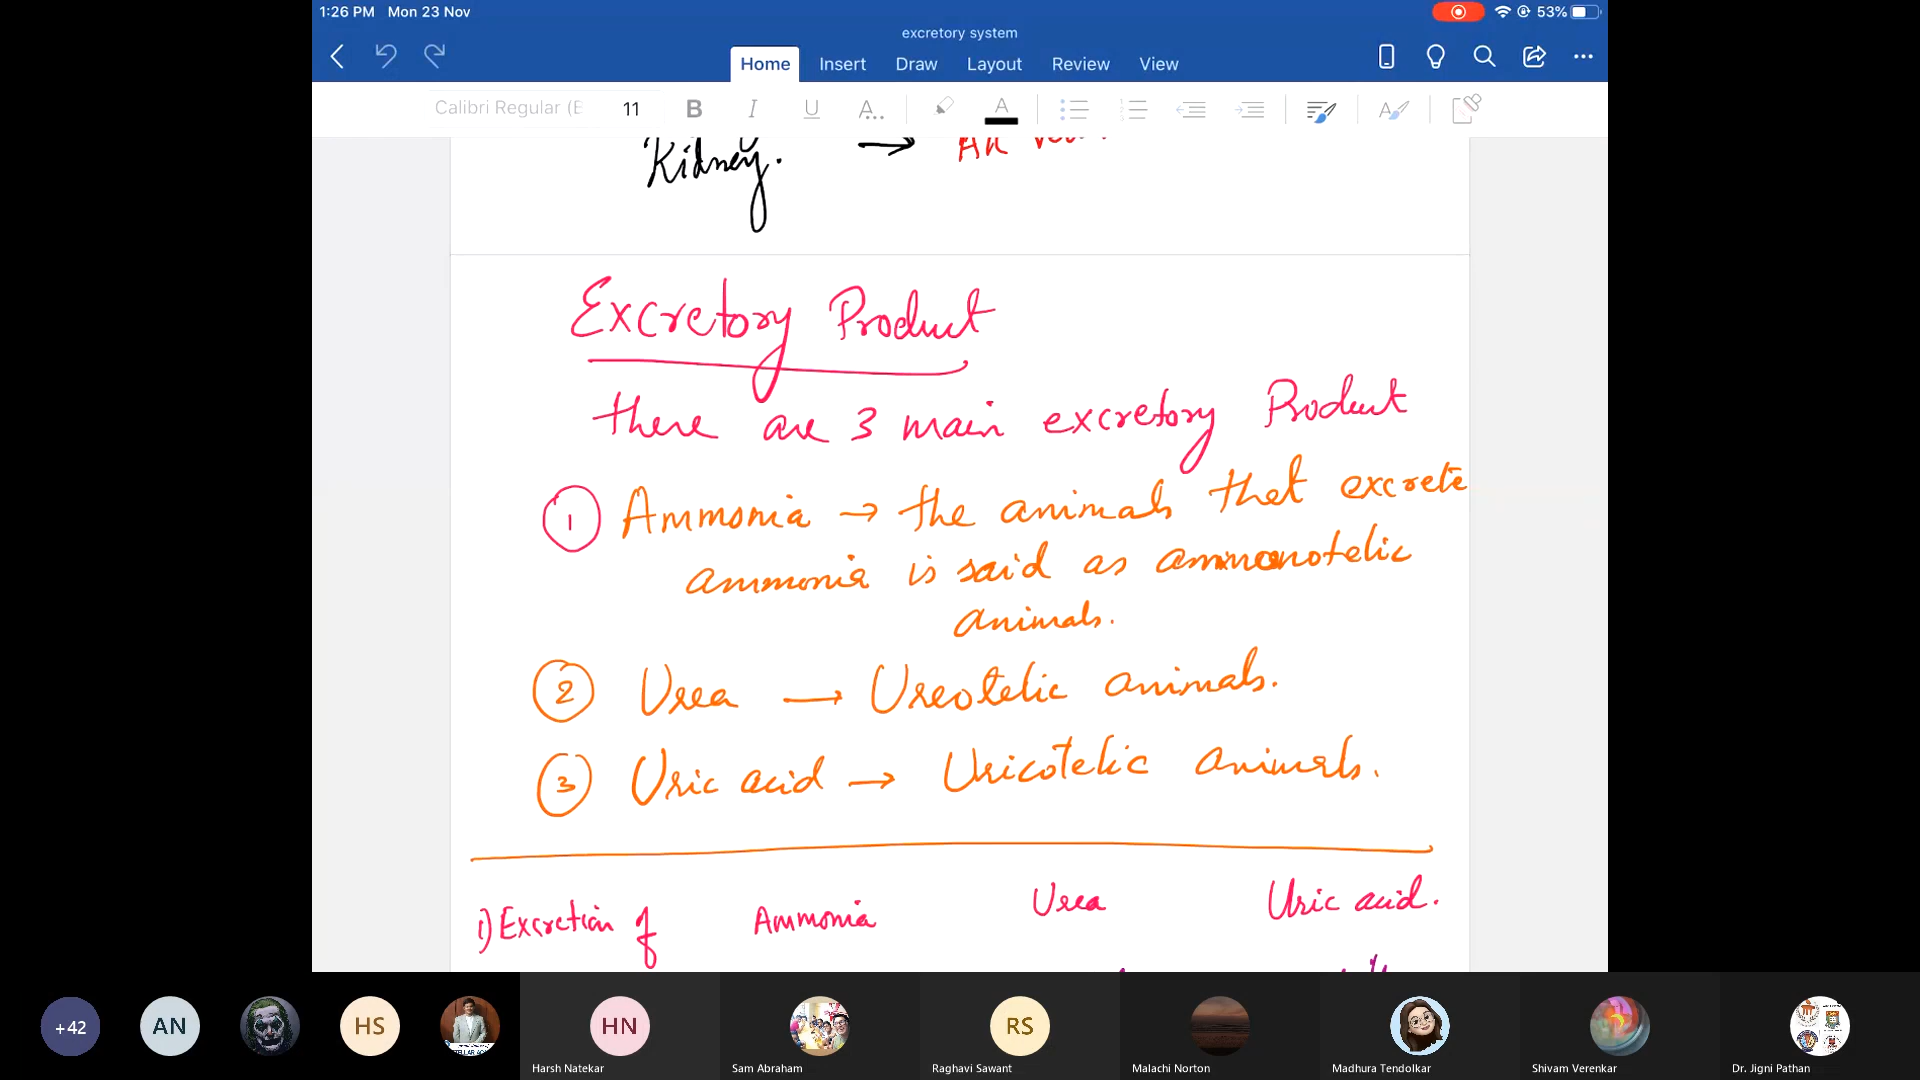 1:26 PM Mon 23 Nov
53%
excretory system
Home Insert Draw Layout Review View
Calibri Regular (E 11 B I U A... A
Kidney. → All
Excretory Product
there are 3 main excretory Product
1 Ammonia → the animals that excrete
ammonia is said as ammonotelic
animals.
2 Urea → Ureotelic animals.
3 Uric acid → Uricotelic animals.
1) Excretion of Ammonia Urea Uric acid.
+42 AN HS HN RS
Harsh Natekar Sam Abraham Raghavi Sawant Malachi Norton Madhura Tendolkar Shivam Verenkar Dr. Jigni Pathan